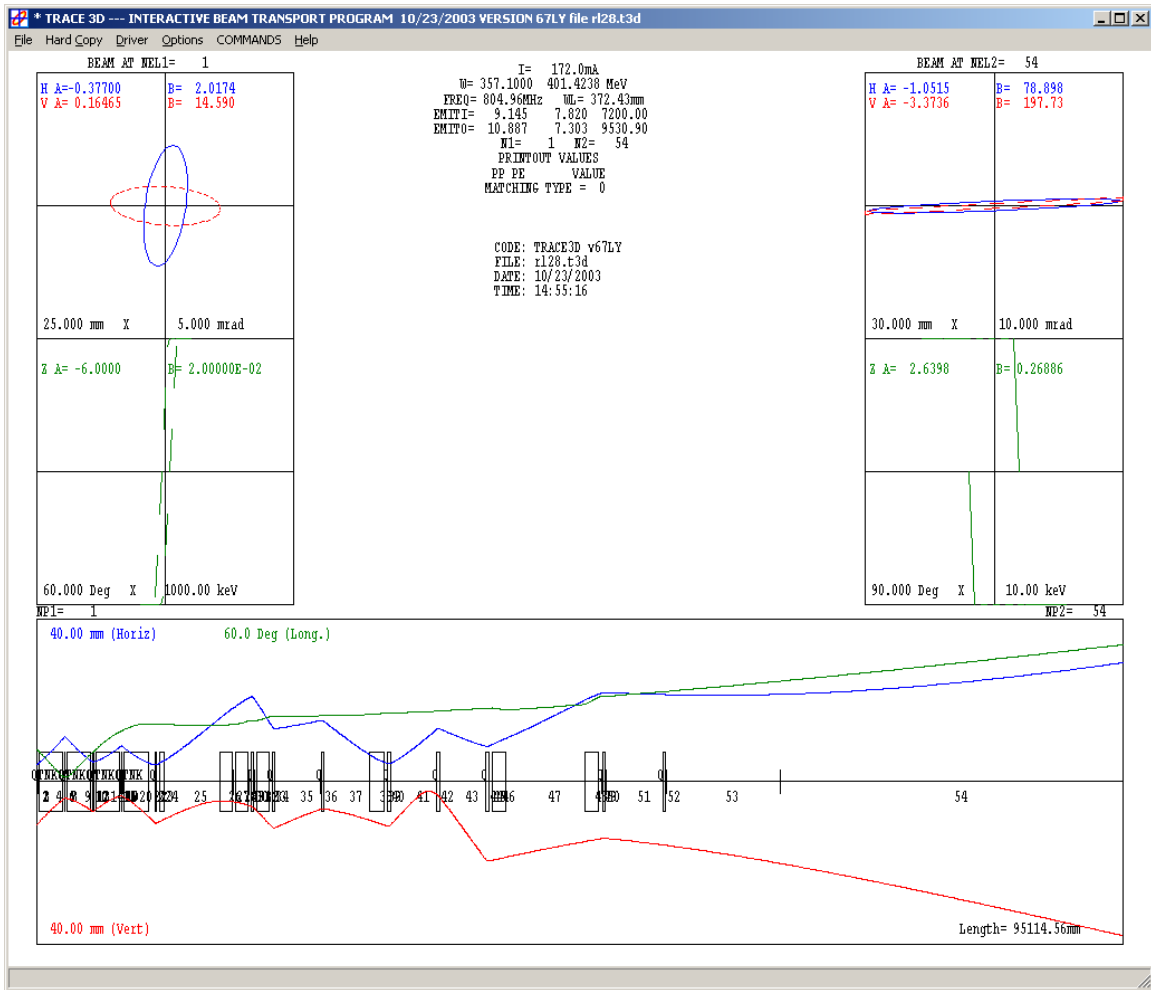 * TRACE 3D --- INTERACTIVE BEAM TRANSPORT PROGRAM 10/23/2003 VERSION 67LY file rl28.t3d
File Hard Copy Driver Options COMMANDS Help
BEAM AT NEL1= 1
H A=-0.37700 B= 2.0174
V A= 0.16465 B= 14.590
25.000 mm X 5.000 mrad
Z A= -6.0000 B= 2.00000E-02
60.000 Deg X 1000.00 keV
NP1= 1
I= 172.0mA
W= 357.1000 401.4238 MeV
FREQ= 804.96MHz WL= 372.43mm
EMITI= 9.145 7.820 7200.00
EMITO= 10.887 7.303 9530.90
N1= 1 N2= 54
PRINTOUT VALUES
PP PE VALUE
MATCHING TYPE = 0
CODE: TRACE3D v67LY
FILE: rl28.t3d
DATE: 10/23/2003
TIME: 14:55:16
BEAM AT NEL2= 54
H A=-1.0515 B= 78.898
V A=-3.3736 B= 197.73
30.000 mm X 10.000 mrad
Z A= 2.6398 B= 0.26886
90.000 Deg X 10.00 keV
NP2= 54
40.00 mm (Horiz) 60.0 Deg (Long.)
25 35 36 37 41 42 43 47 51 52 53 54
40.00 mm (Vert) Length= 95114.56mm